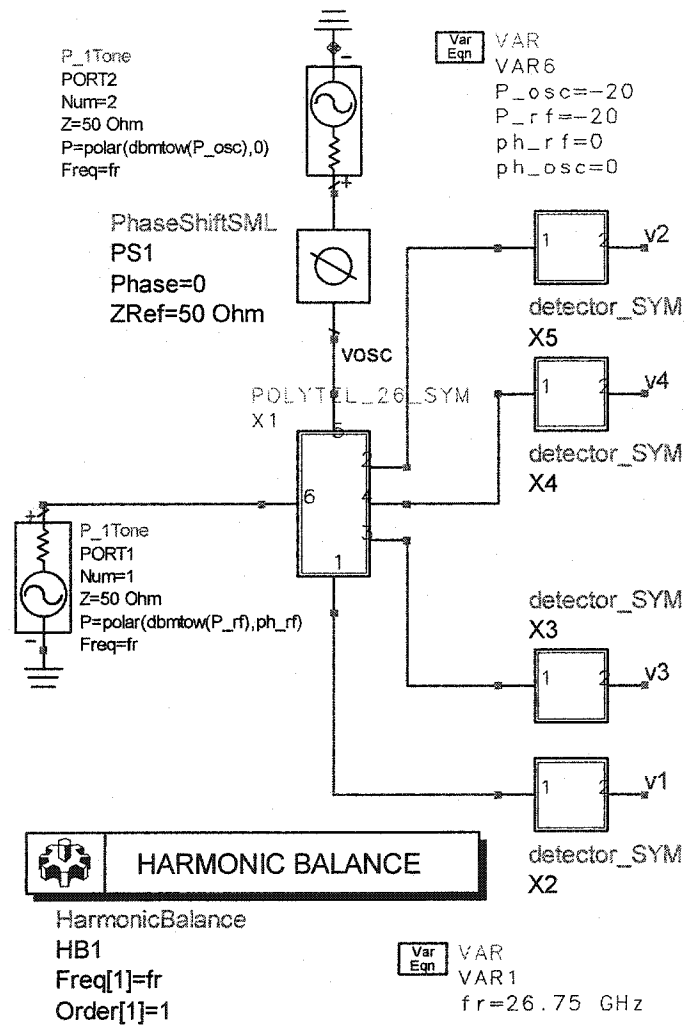 P_1Tone
PORT2
Num=2
Z=50 Ohm
P=polar(dbmtow(P_osc),0)
Freq=fr
-
+
Var
Eqn
VAR
VAR6
P_osc=-20
P_rf=-20
ph_rf=0
ph_osc=0
PhaseShiftSML
PS1
Phase=0
ZRef=50 Ohm
vosc
1 2 v2
detector_SYM
X5
1 2 v4
detector_SYM
X4
POLYTEL_26_SYM
X1
5
2
6
4
3
1
+
P_1Tone
PORT1
Num=1
Z=50 Ohm
P=polar(dbmtow(P_rf),ph_rf)
Freq=fr
-
detector_SYM
X3
1 2 v3
1 2 v1
detector_SYM
X2
HARMONIC BALANCE
HarmonicBalance
HB1
Freq[1]=fr
Order[1]=1
Var
Eqn
VAR
VAR1
fr=26.75 GHz